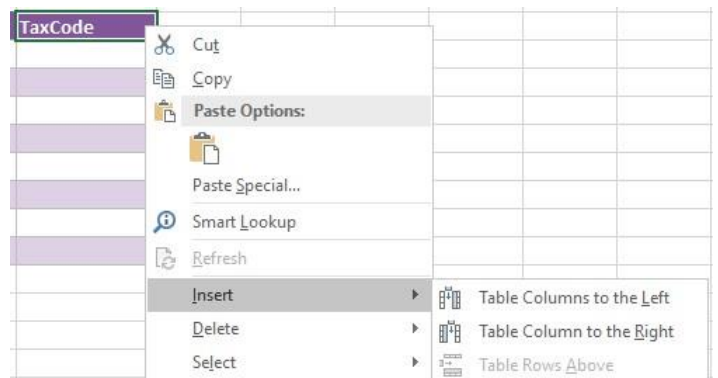 TaxCode
Cut
Copy
Paste Options:
Paste Special...
Smart Lookup
Refresh
Insert
Table Columns to the Left
Delete
Table Column to the Right
Select
Table Rows Above